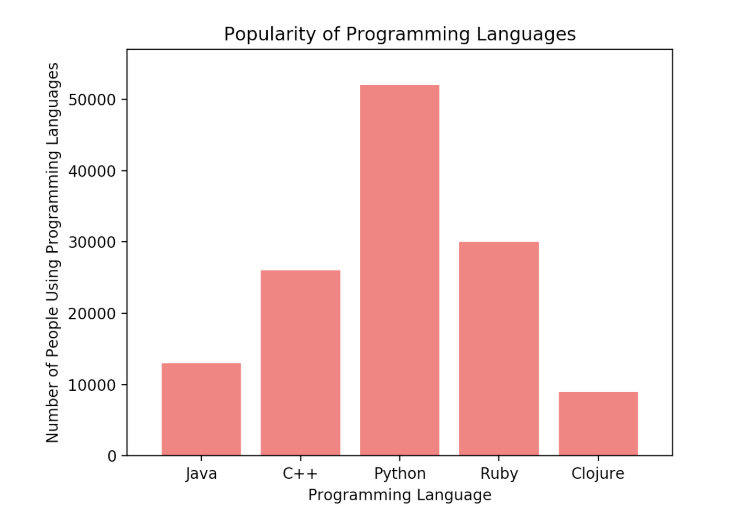 Popularity of Programming Languages
Number of People Using Programming Languages
50000
40000
30000
20000
10000
0
Java C++ Python Ruby Clojure
Programming Language